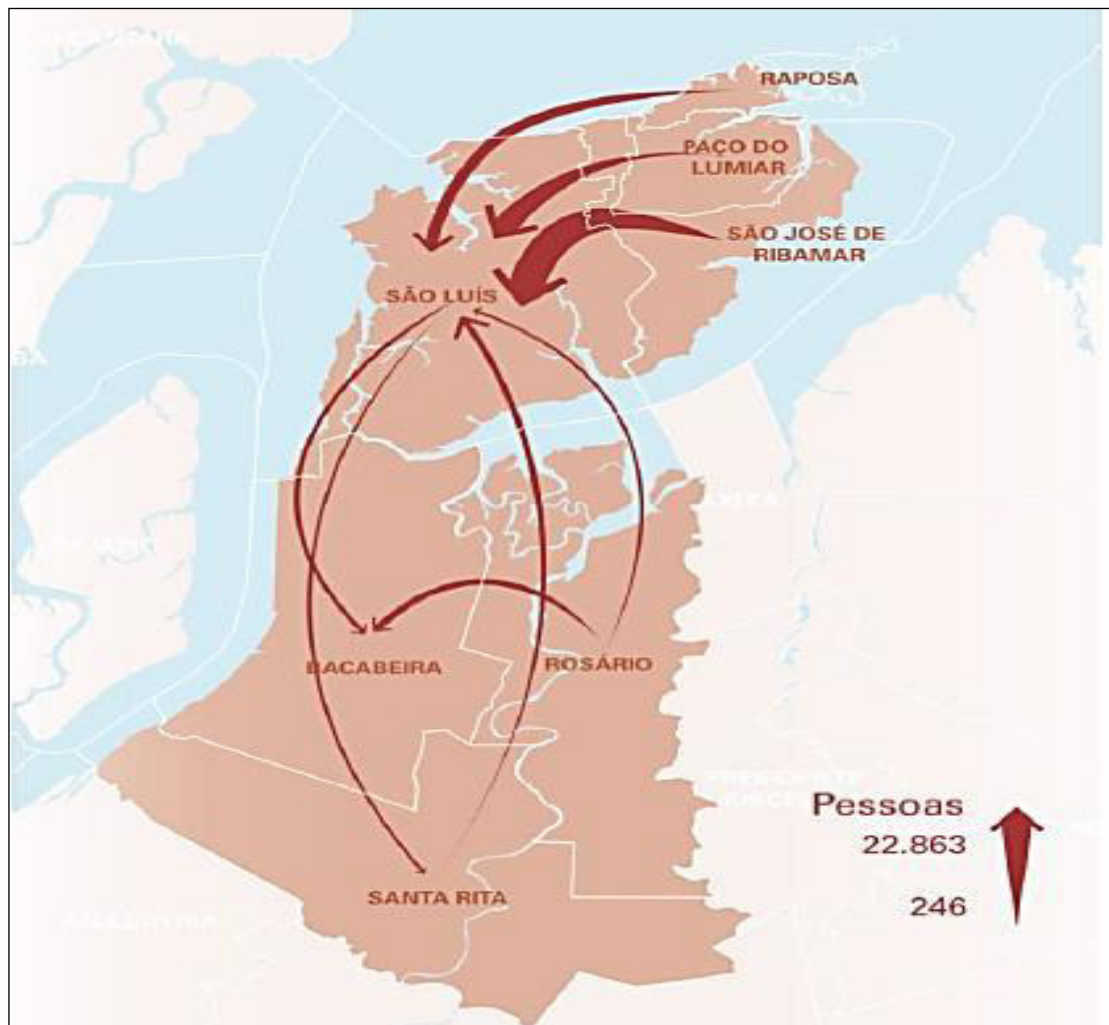 RAPOSA
PAÇO DO
LUMIAR
SÃO JOSÉ DE
RIBAMAR
SÃO LUÍS
BACABEIRA
ROSÁRIO
Pessoas
22.863
246
SANTA RITA